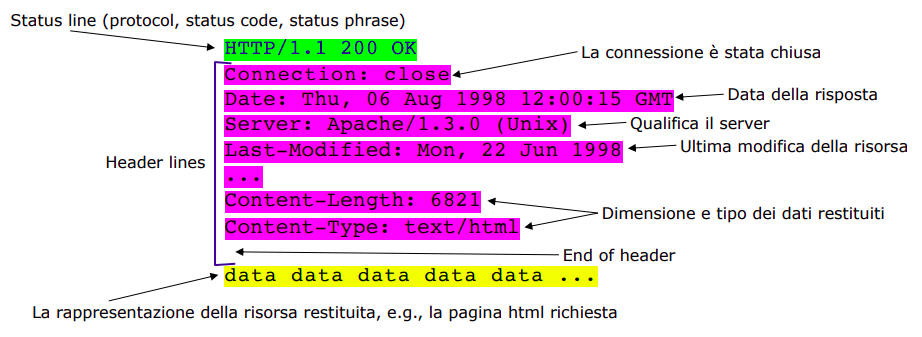 Status line (protocol, status code, status phrase)
HTTP/1.1 200 OK
La connessione è stata chiusa
Connection: close
Date: Thu, 06 Aug 1998 12:00:15 GMT
Data della risposta
Server: Apache/1.3.0 (Unix)
Qualifica il server
Last-Modified: Mon, 22 Jun 1998
Ultima modifica della risorsa
Header lines
...
Content-Length: 6821
Dimensione e tipo dei dati restituiti
Content-Type: text/html
End of header
data data data data data ...
La rappresentazione della risorsa restituita, e.g., la pagina html richiesta